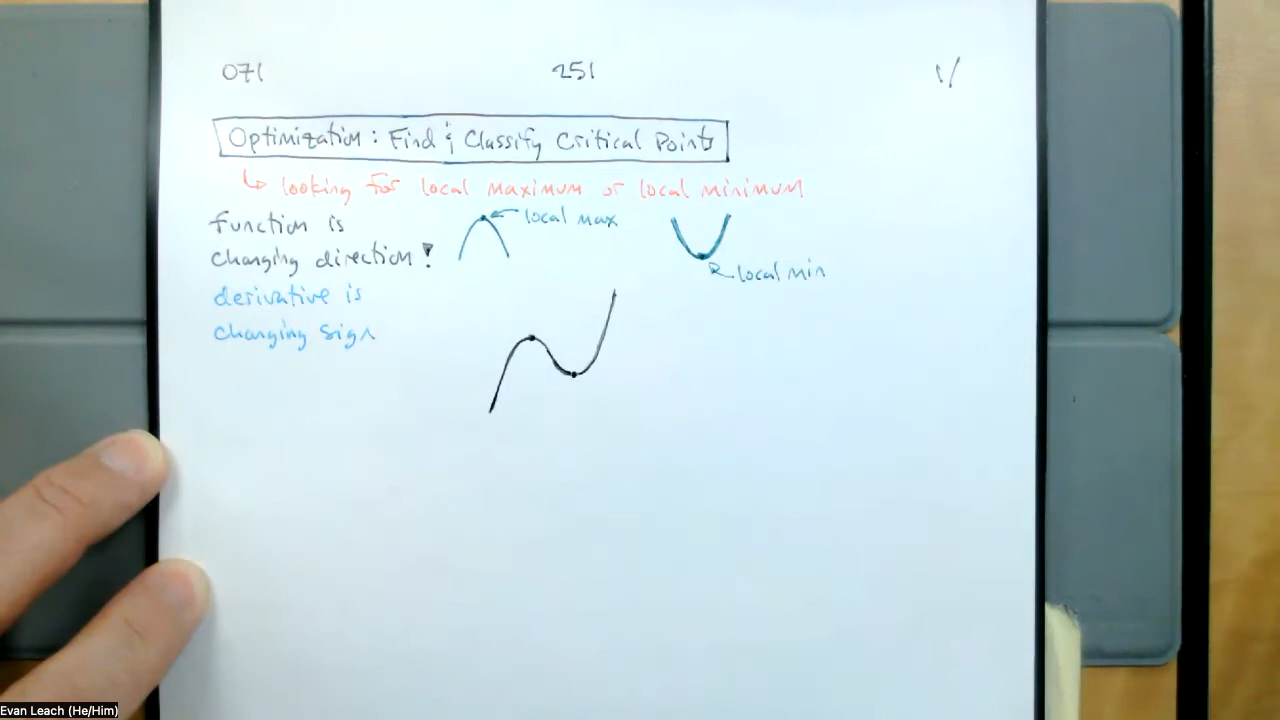 071 251 1/
Optimization: Find & Classify Critical Points
↳ looking for local maximum or local minimum
function is
changing direction!
local max
local min
derivative is
changing sign
Evan Leach (He/Him)